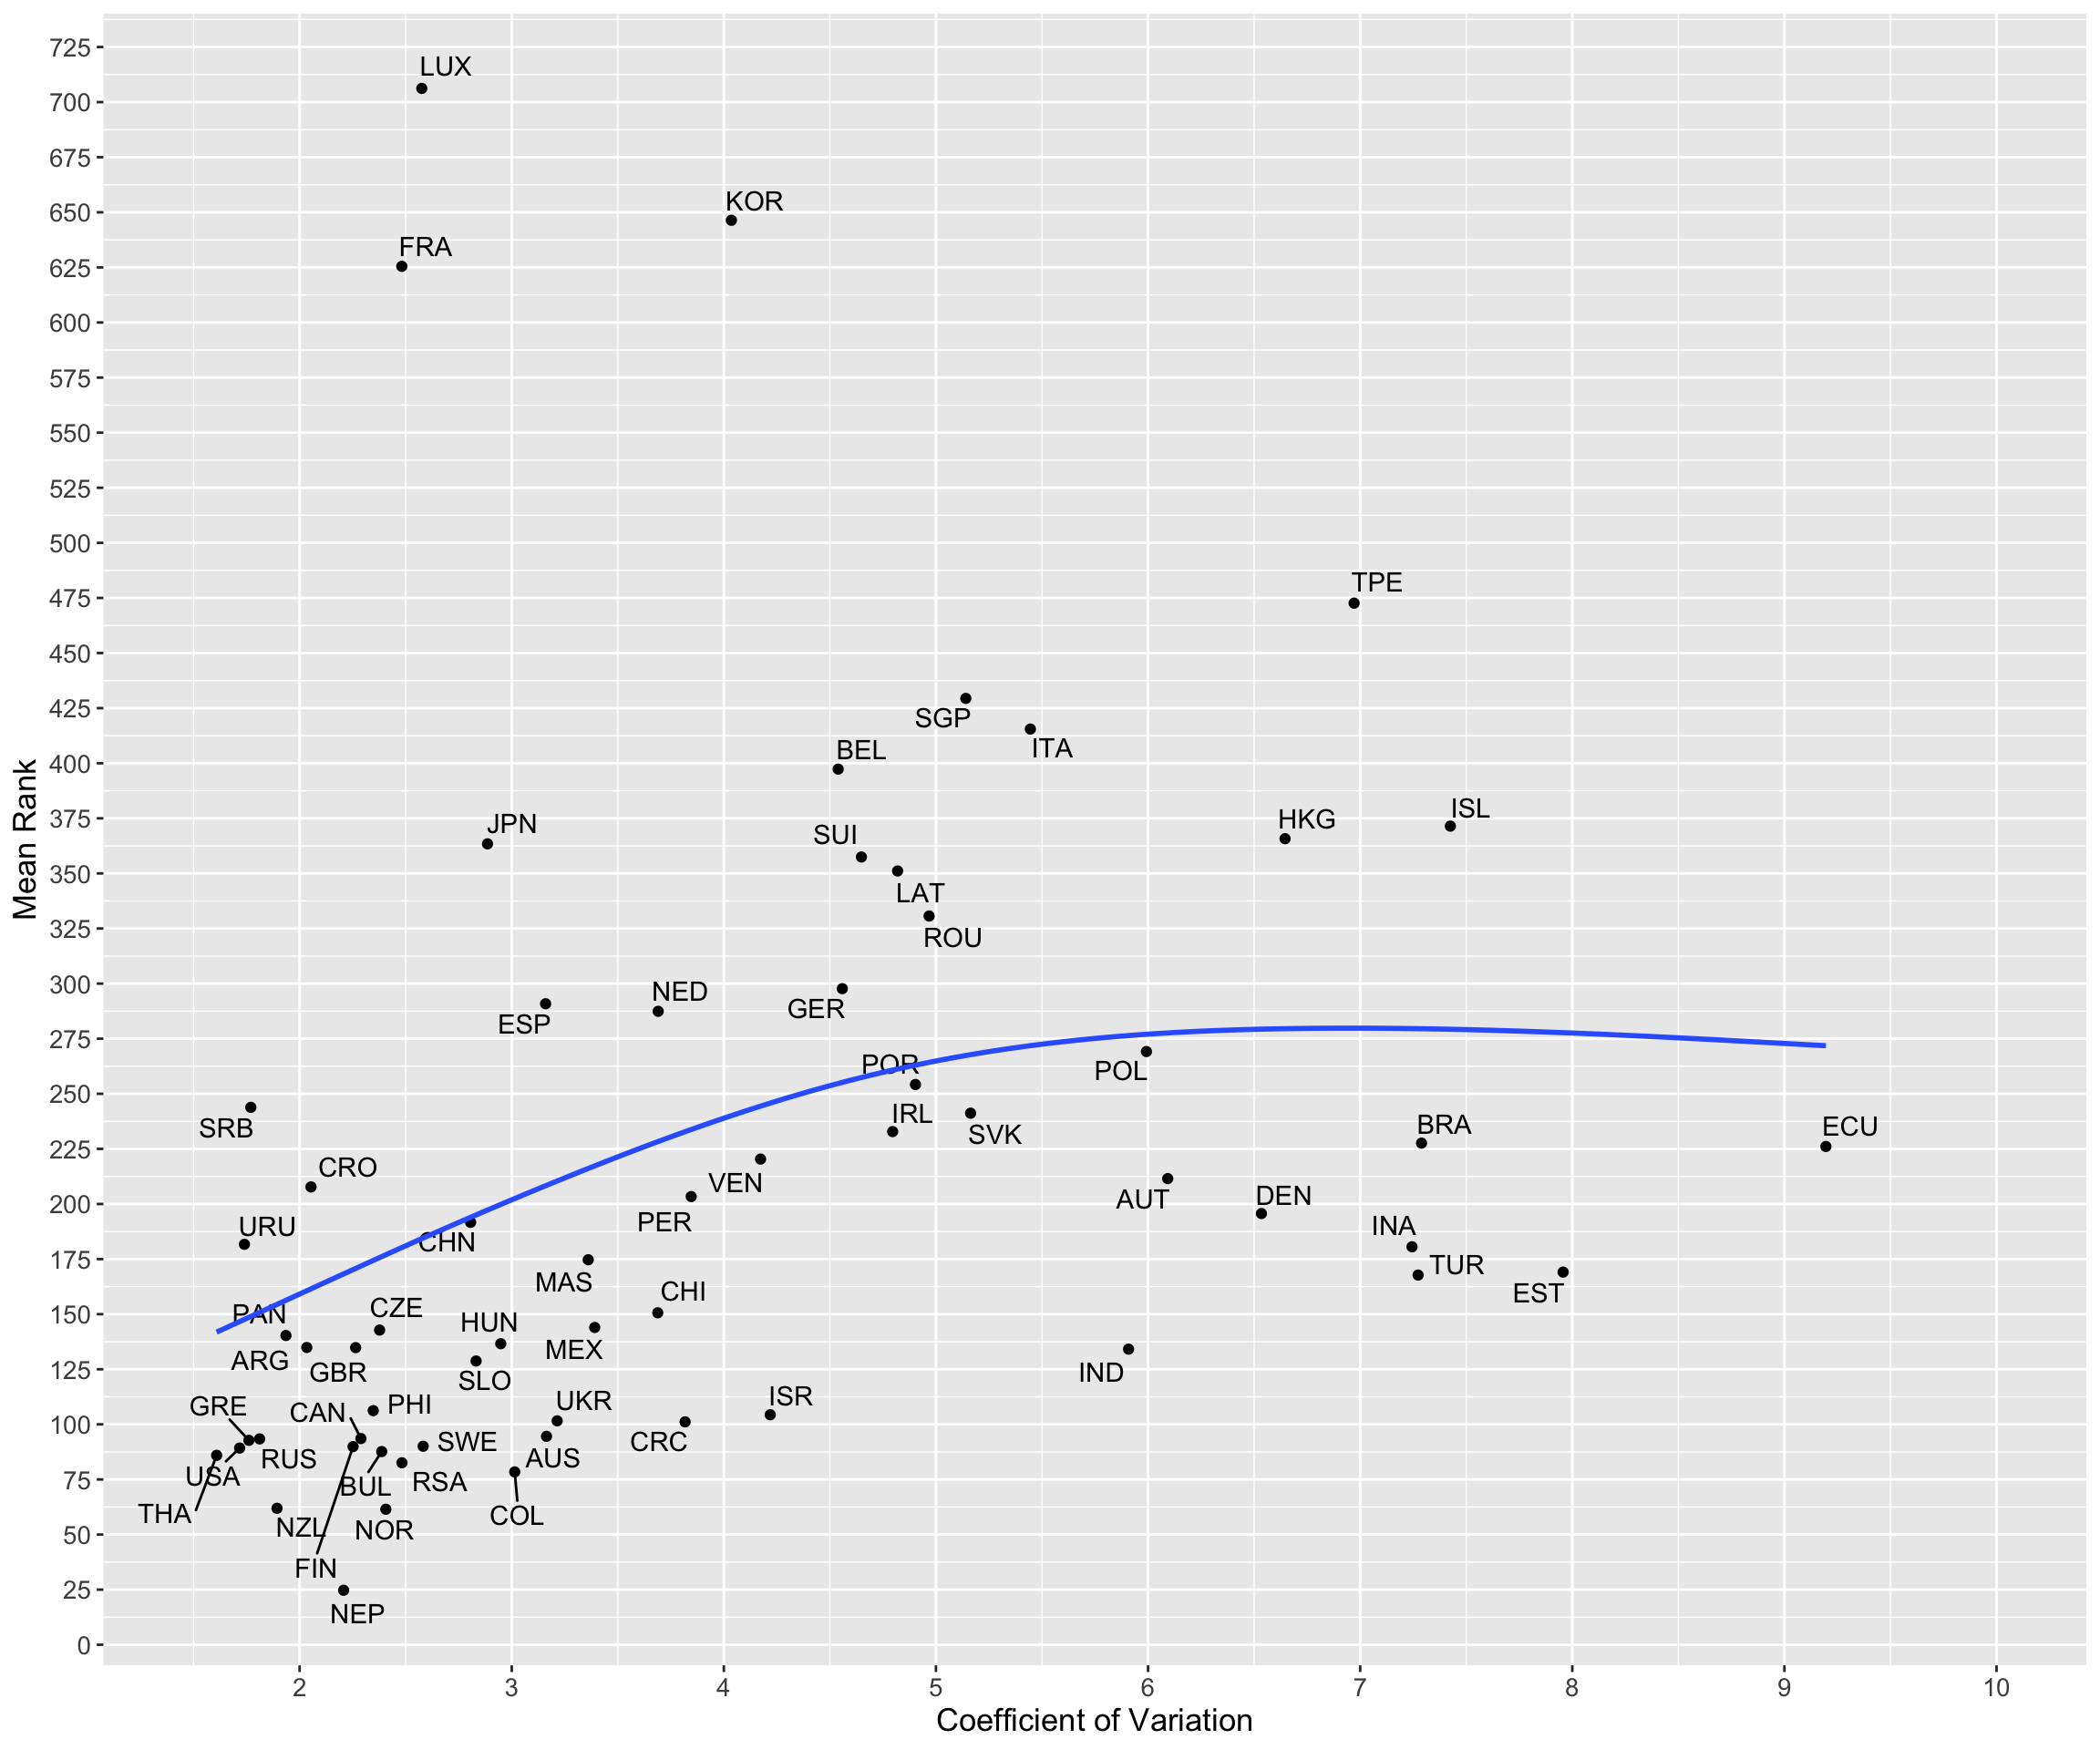 725
LUX
700
675
KOR
650
FRA
625
600
575
550
525
500
TPE
475
450
425
SGP
ITA
BEL
400
ISL
HKG
375
JPN
SUI
350
LAT
325
ROU
300
NED
GER
ESP
275
POR
POL
250
IRL
SVK
SRB
BRA
ECU
225
CRO
VEN
AUT
DEN
200
URU
PER
INA
CHN
175
TUR
MAS
CHI
EST
150
PAN
CZE
HUN
MEX
ARG
GBR
SLO
IND
125
GRE
CAN
PHI
UKR
ISR
100
RUS
SWE
AUS
CRC
USA
BUL
RSA
75
THA
NZL
NOR
COL
50
FIN
25
NEP
0
2 3 4 5 6 7 8 9 10
Coefficient of Variation
Mean Rank